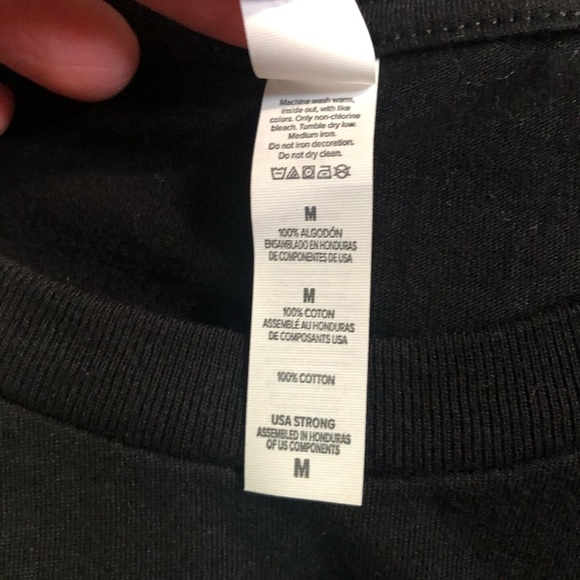 Machine wash warm,
inside out, with like
colors. Only non-chlorine
bleach. Tumble dry low.
Medium iron.
Do not iron decoration.
Do not dry clean.
M
100% ALGODÓN
ENSAMBLADO EN HONDURAS
DE COMPONENTES DE USA
M
100% COTON
ASSEMBLÉ AU HONDURAS
DE COMPOSANTS USA
100% COTTON
USA STRONG
ASSEMBLED IN HONDURAS
OF US COMPONENTS
M